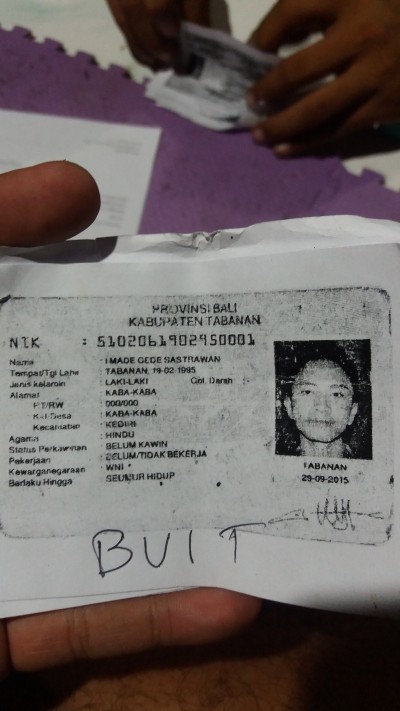 PROVINSI BALI
KABUPATEN TABANAN
NIK : 5102061902950001
Nama : I MADE GEDE SASTRAWAN
Tempat/Tgl Lahir : TABANAN, 19-02-1995
Jenis kelamin : LAKI-LAKI Gol. Darah :
Alamat : KABA-KABA
RT/RW : 000/000
Kel/Desa : KABA-KABA
Kecamatan : KEDIRI
Agama : HINDU
Status Perkawinan : BELUM KAWIN
Pekerjaan : BELUM/TIDAK BEKERJA
Kewarganegaraan : WNI
Berlaku Hingga : SEUMUR HIDUP
TABANAN
29-09-2015
BUIT